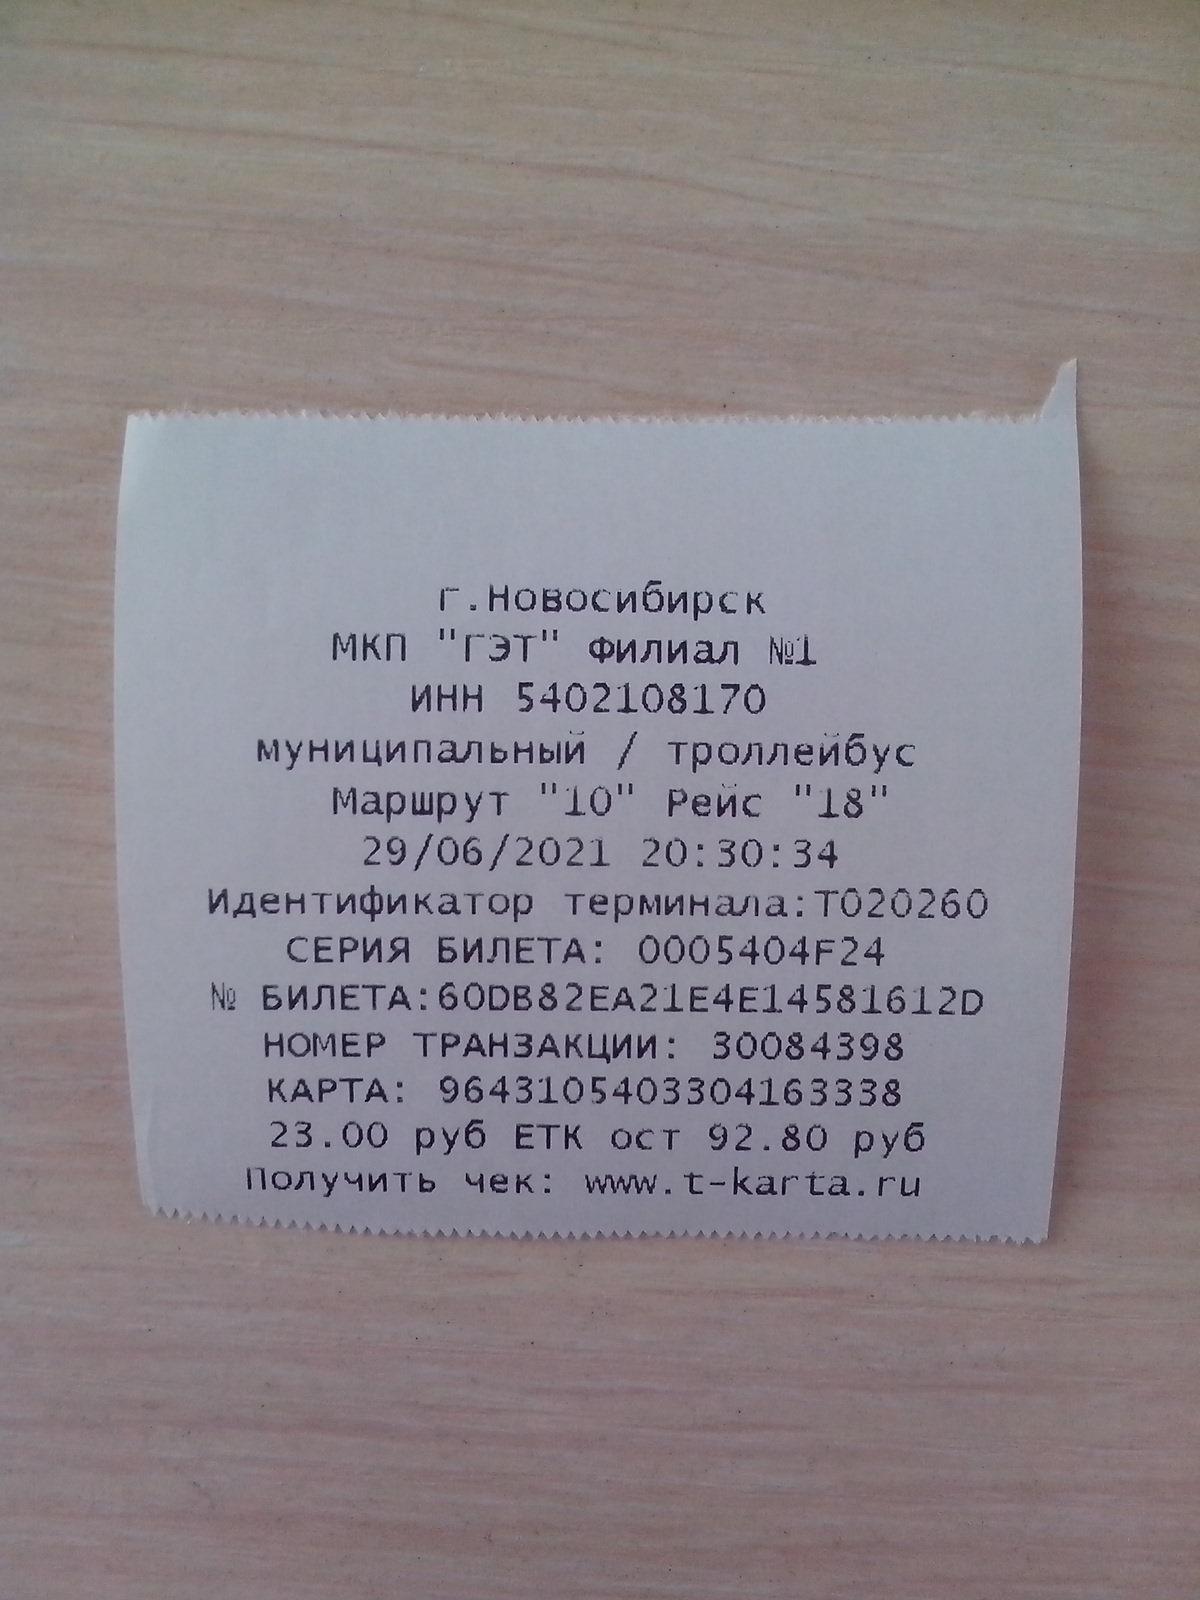 г.Новосибирск
МКП "ГЭТ" Филиал №1
ИНН 5402108170
муниципальный / троллейбус
Маршрут "10" Рейс "18"
29/06/2021 20:30:34
Идентификатор терминала:Т020260
СЕРИЯ БИЛЕТА: 0005404F24
№ БИЛЕТА:60DB82EA21E4E14581612D
НОМЕР ТРАНЗАКЦИИ: 30084398
КАРТА: 9643105403304163338
23.00 руб ЕТК ост 92.80 руб
Получить чек: www.t-karta.ru